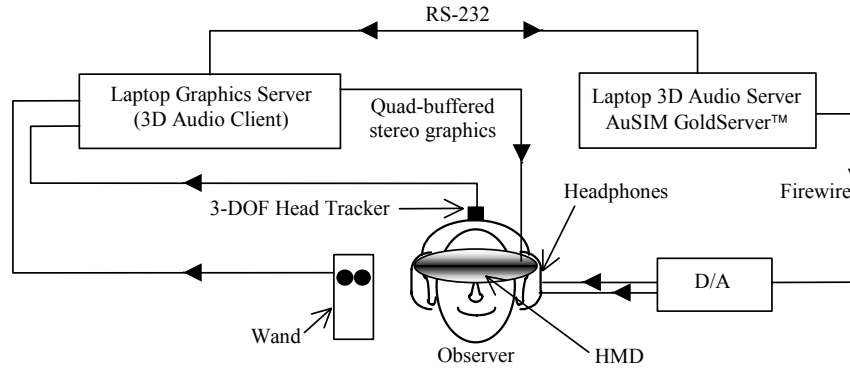 RS-232
Laptop Graphics Server
(3D Audio Client)
Quad-buffered
stereo graphics
Laptop 3D Audio Server
AuSIM GoldServer™
Headphones
Firewire
3-DOF Head Tracker
D/A
Wand
Observer
HMD